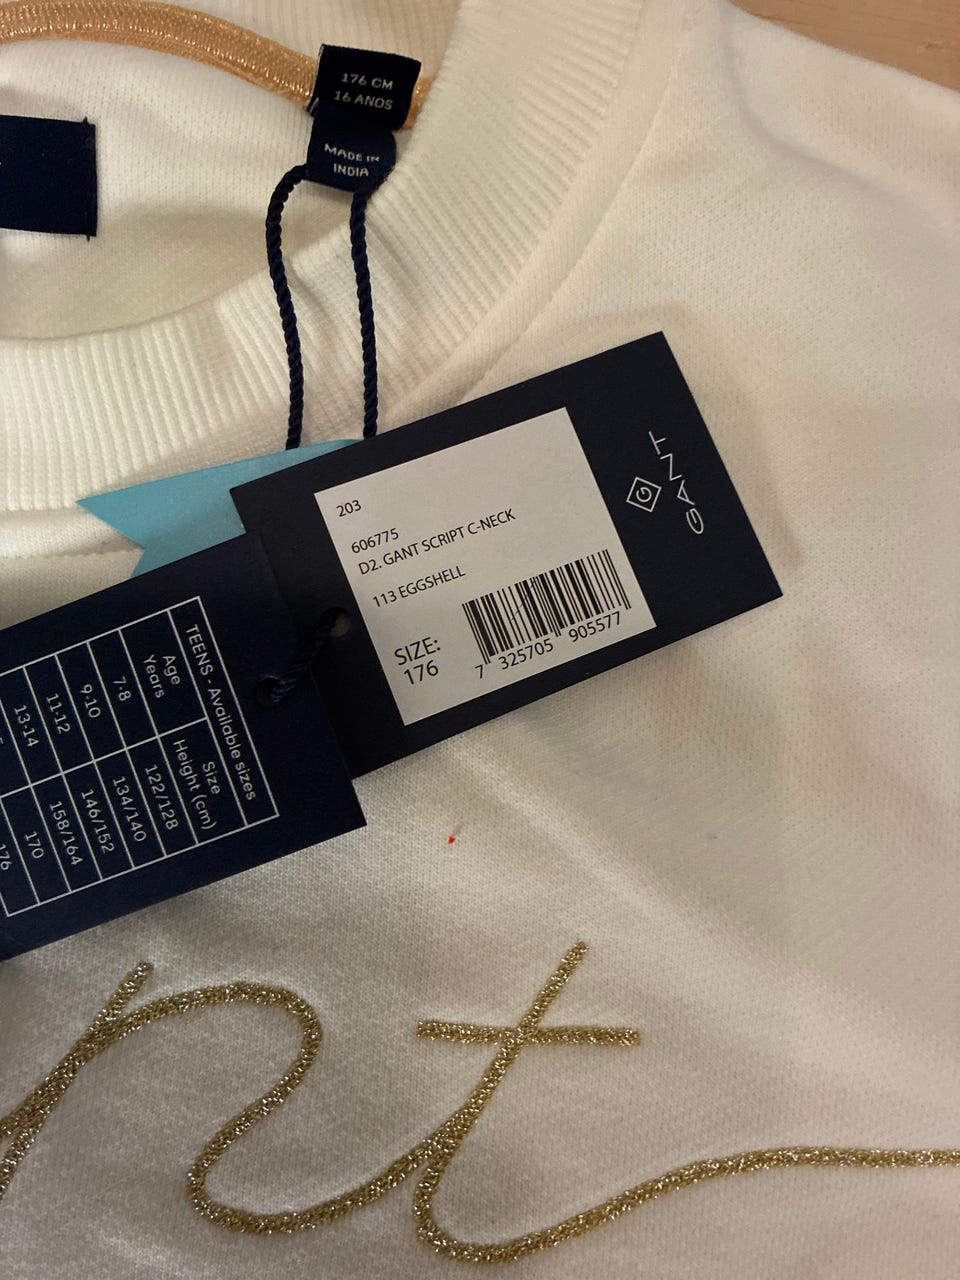 176 CM
16 ANOS
MADE IN
INDIA
203
606775
D2. GANT SCRIPT C-NECK
113 EGGSHELL
SIZE:
176
7 325705 905577
G
GANT
TEENS - Available sizes
Age Years Size Height (cm)
7-8 122/128
9-10 134/140
11-12 146/152
13-14 158/164
170
176